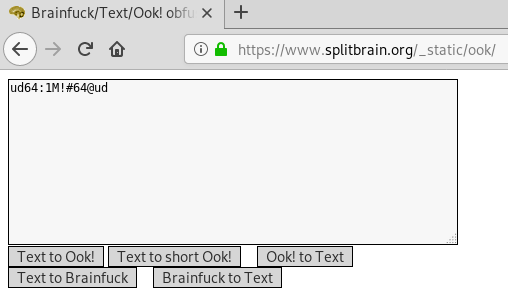 Brainfuck/Text/Ook! obfu
https://www.splitbrain.org/_static/ook/
ud64:1M!#64@ud
Text to Ook! Text to short Ook! Ook! to Text
Text to Brainfuck Brainfuck to Text